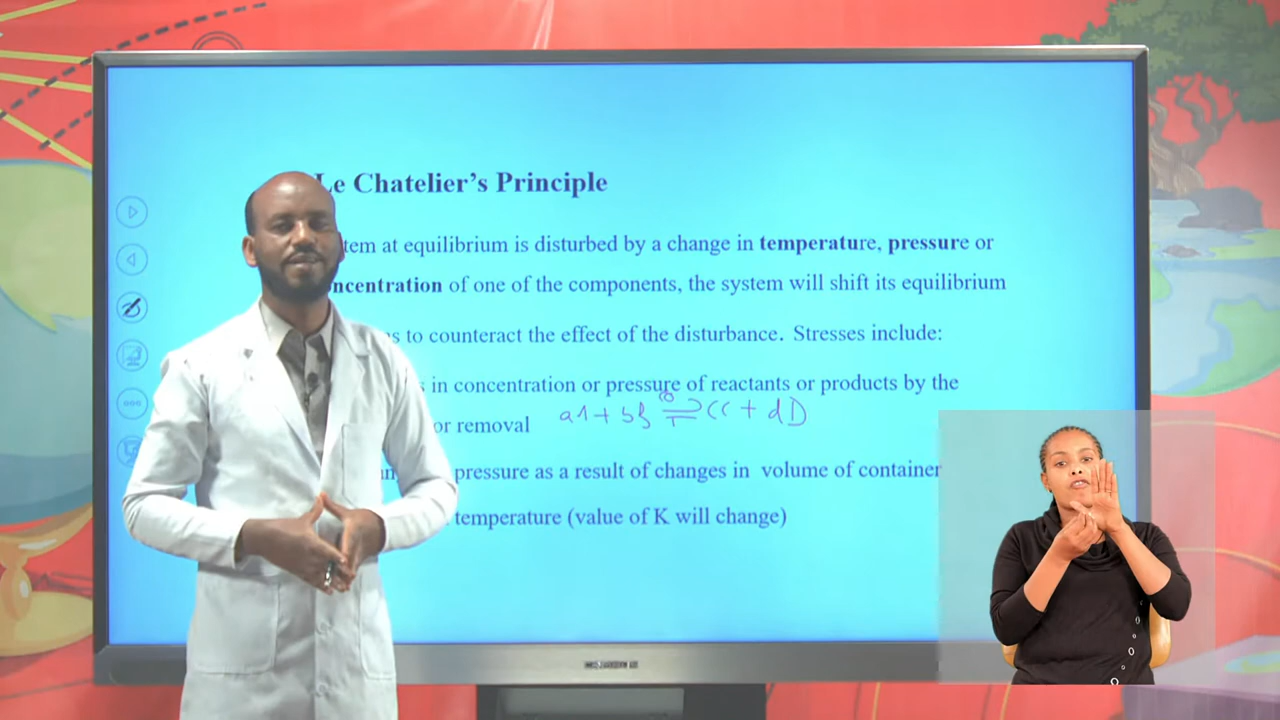 Le Chatelier's Principle
at equilibrium is disturbed by a change in temperature, pressure or
of one of the components, the system will shift its equilibrium
to counteract the effect of the disturbance. Stresses include:
in concentration or pressure of reactants or products by the
or removal
pressure as a result of changes in volume of container
temperature (value of K will change)